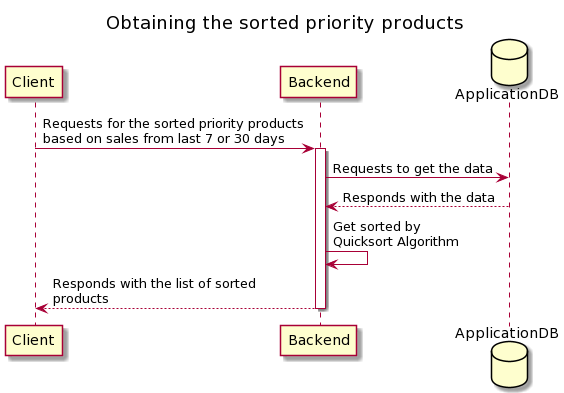 Obtaining the sorted priority products
Client
Backend
ApplicationDB
Requests for the sorted priority products
based on sales from last 7 or 30 days
Requests to get the data
Responds with the data
Get sorted by
Quicksort Algorithm
Responds with the list of sorted
products
Client
Backend
ApplicationDB